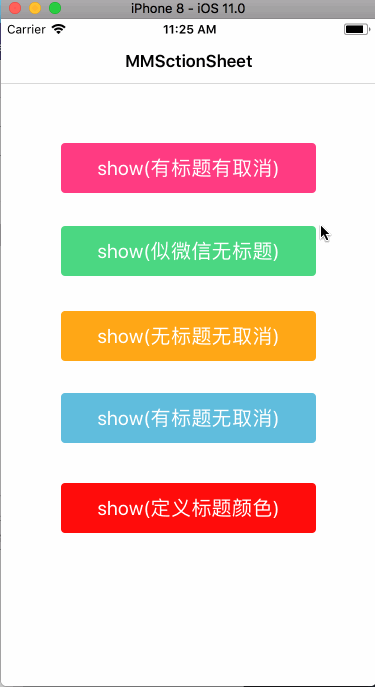 iPhone 8 - iOS 11.0
Carrier 11:25 AM
MMSctionSheet
show(有标题有取消)
show(似微信无标题)
show(无标题无取消)
show(有标题无取消)
show(定义标题颜色)